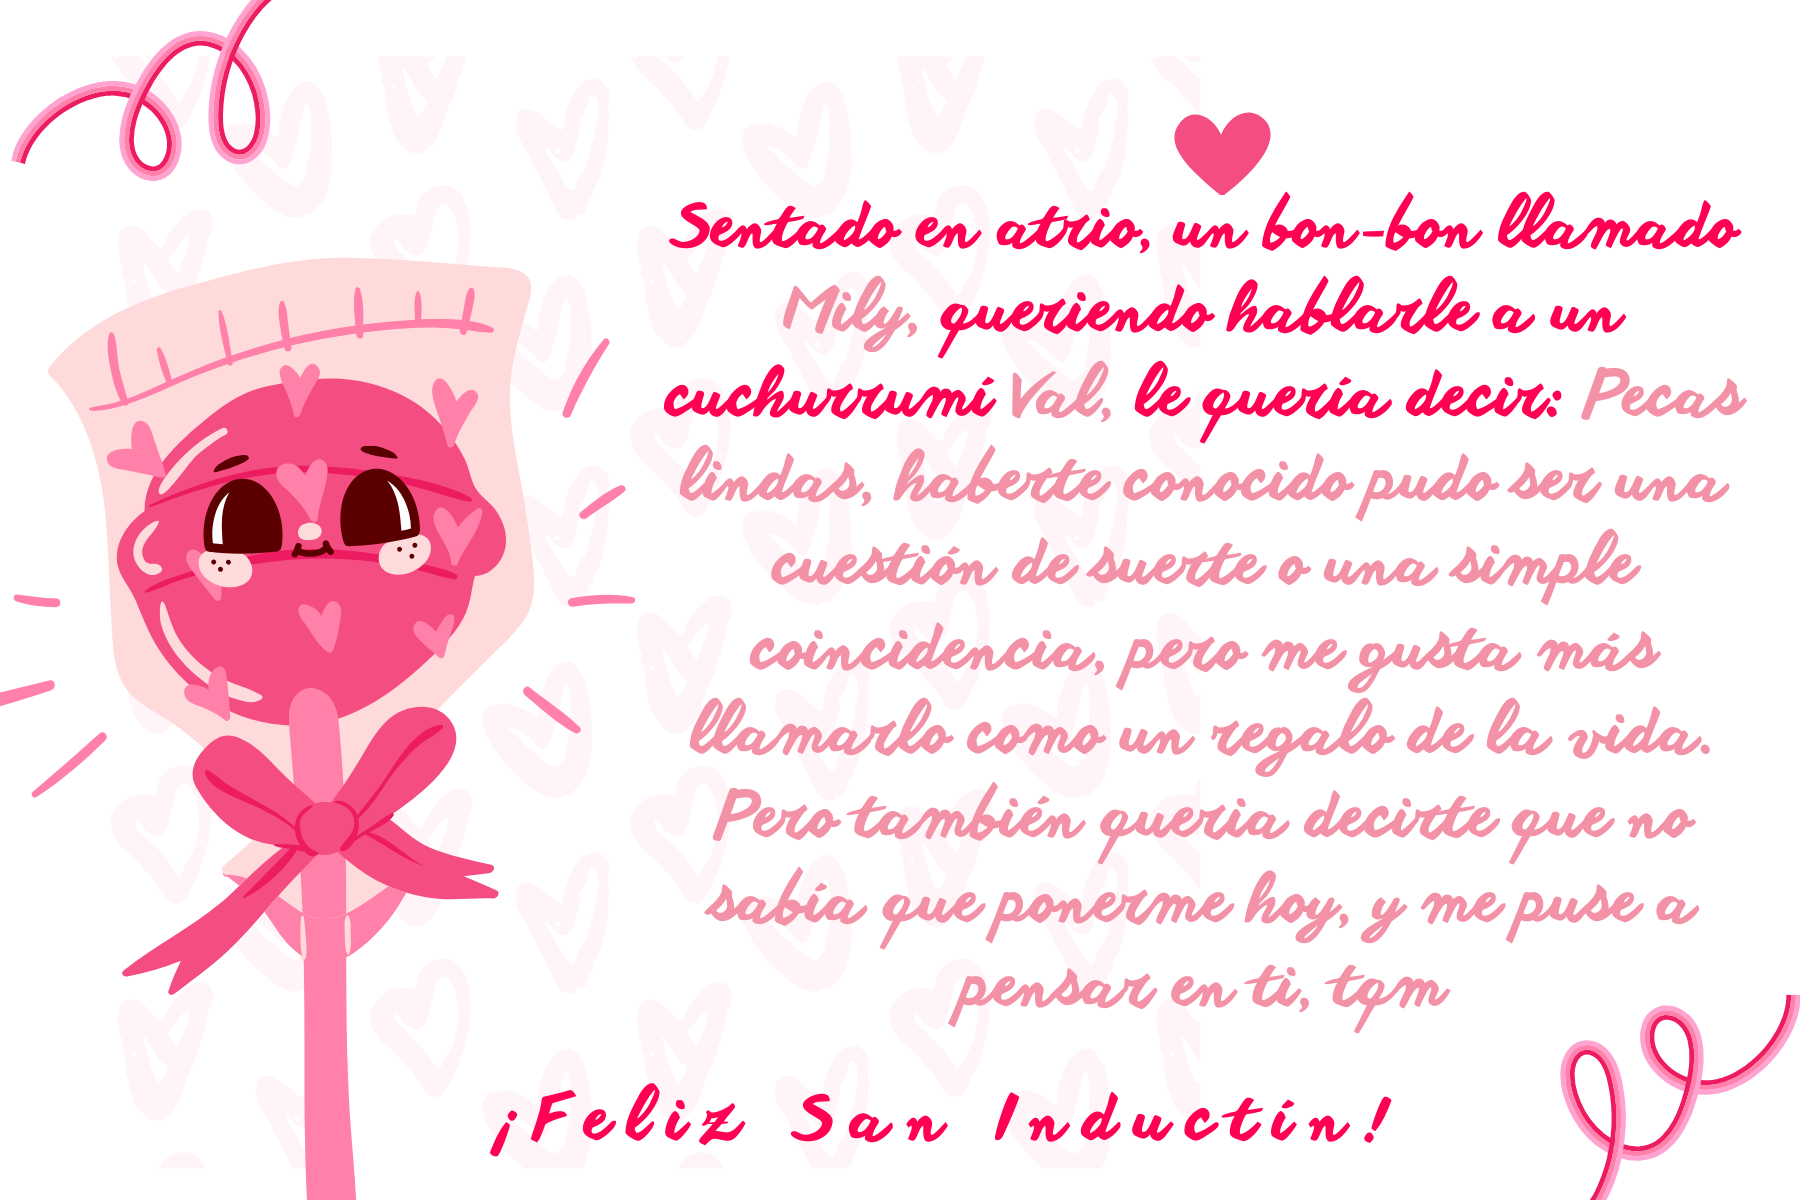 Sentado en atrio, un bon-bon llamado
Mily, queriendo hablarle a un
cuchurrumí Val, le quería decir: Pecas
lindas, haberte conocido pudo ser una
cuestión de suerte o una simple
coincidencia, pero me gusta más
llamarlo como un regalo de la vida.
Pero también queria decirte que no
sabía que ponerme hoy, y me puse a
pensar en ti, tqm
¡Feliz San Inductín!